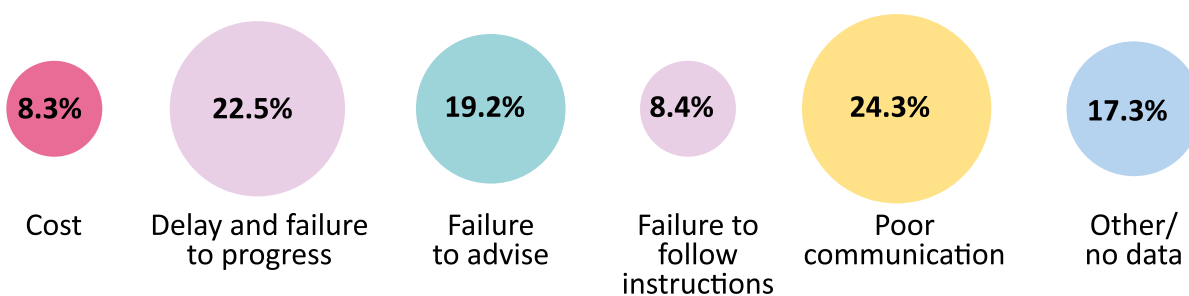 8.3%
22.5%
19.2%
8.4%
24.3%
17.3%
Cost
Delay and failure
to progress
Failure
to advise
Failure to
follow
instructions
Poor
communication
Other/
no data